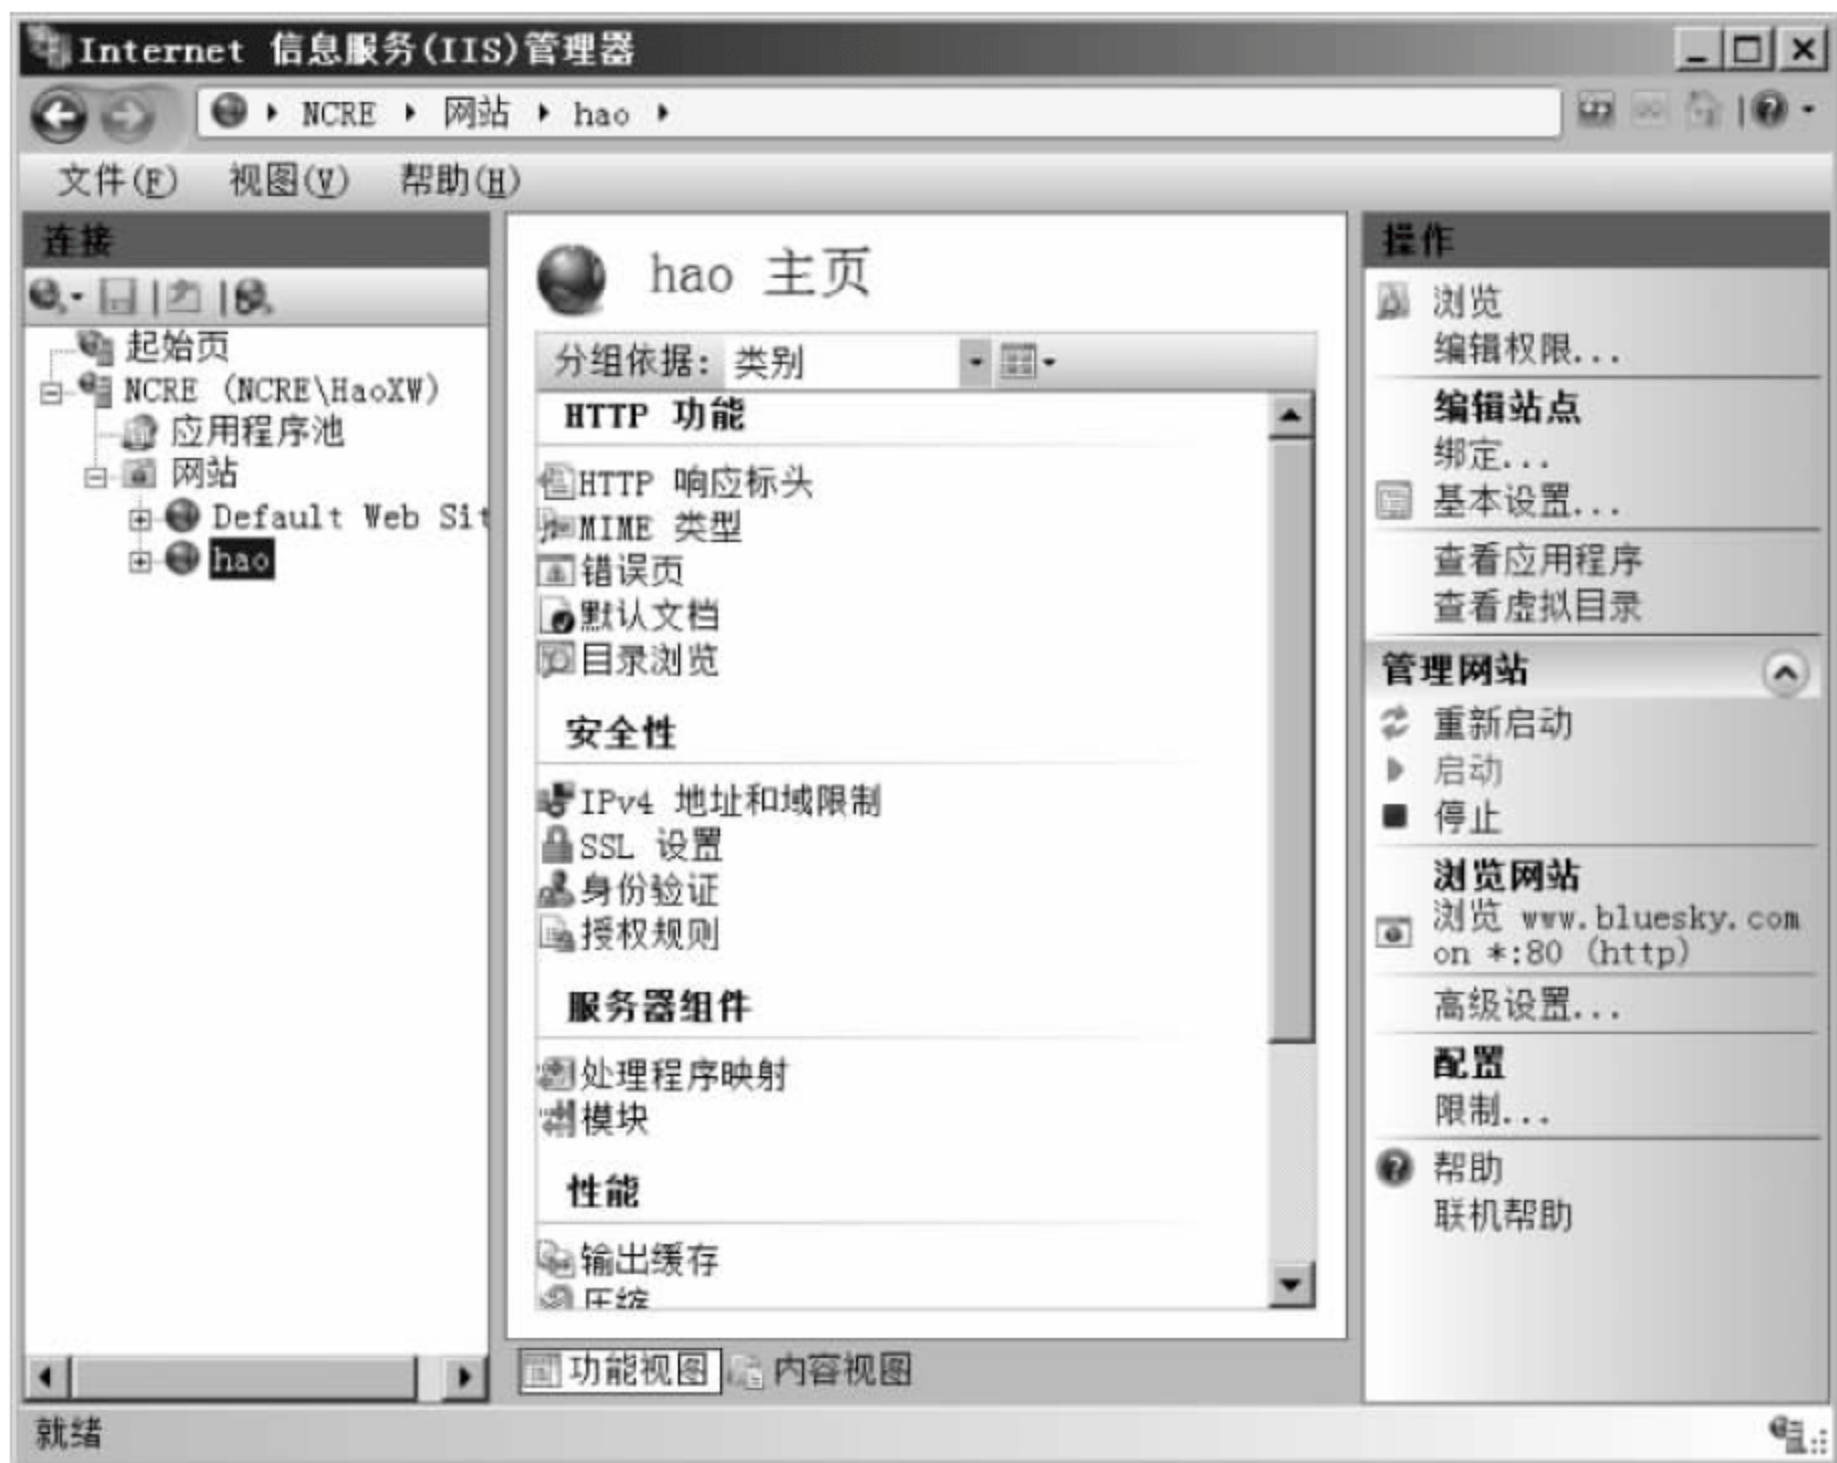 Internet 信息服务(IIS)管理器
NCRE 网站 hao
文件(F) 视图(V) 帮助(H)
连接
起始页
NCRE (NCRE\HaoXW)
应用程序池
网站
Default Web Sit
hao
hao 主页
分组依据: 类别
HTTP 功能
HTTP 响应标头
MIME 类型
错误页
默认文档
目录浏览
安全性
IPv4 地址和域限制
SSL 设置
身份验证
授权规则
服务器组件
处理程序映射
模块
性能
输出缓存
压缩
功能视图 内容视图
操作
浏览
编辑权限...
编辑站点
绑定...
基本设置...
查看应用程序
查看虚拟目录
管理网站
重新启动
启动
停止
浏览网站
浏览 www.bluesky.com
on *:80 (http)
高级设置...
配置
限制...
帮助
联机帮助
就绪